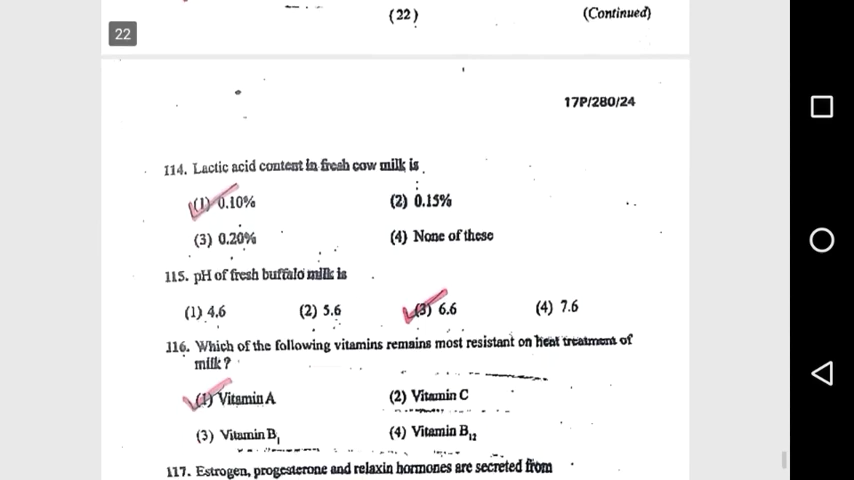 (22)
(Continued)
22
17P/280/24
114. Lactic acid content in fresh cow milk is
(1) 0.10% (2) 0.15%
(3) 0.20% (4) None of these
115. pH of fresh buffalo milk is
(1) 4.6 (2) 5.6 (3) 6.6 (4) 7.6
116. Which of the following vitamins remains most resistant on heat treatment of
milk ?
(1) Vitamin A (2) Vitamin C
(3) Vitamin B1 (4) Vitamin B12
117. Estrogen, progesterone and relaxin hormones are secreted from